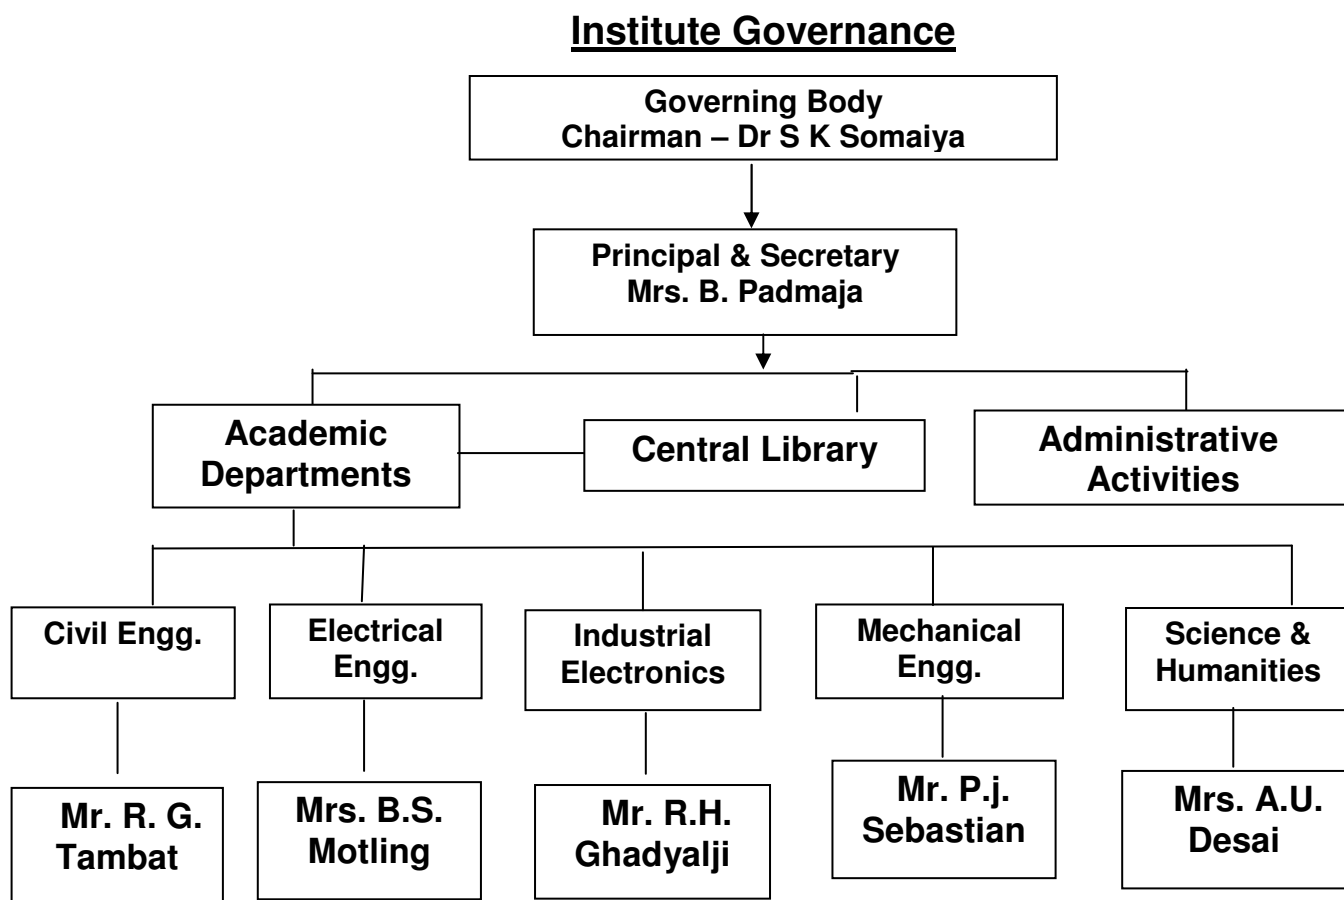 Institute Governance
Governing Body
Chairman – Dr S K Somaiya
Principal & Secretary
Mrs. B. Padmaja
Academic
Departments
Central Library
Administrative
Activities
Civil Engg.
Electrical
Engg.
Industrial
Electronics
Mechanical
Engg.
Science &
Humanities
Mr. R. G.
Tambat
Mrs. B.S.
Motling
Mr. R.H.
Ghadyalji
Mr. P.j.
Sebastian
Mrs. A.U.
Desai